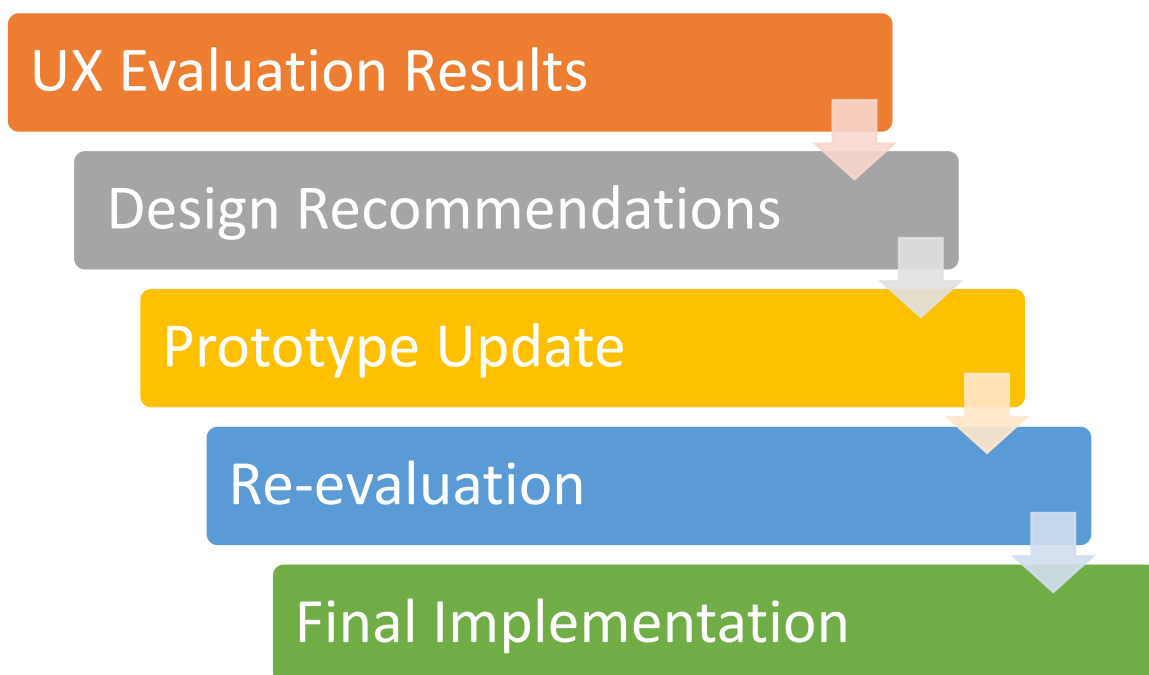 UX Evaluation Results
Design Recommendations
Prototype Update
Re-evaluation
Final Implementation